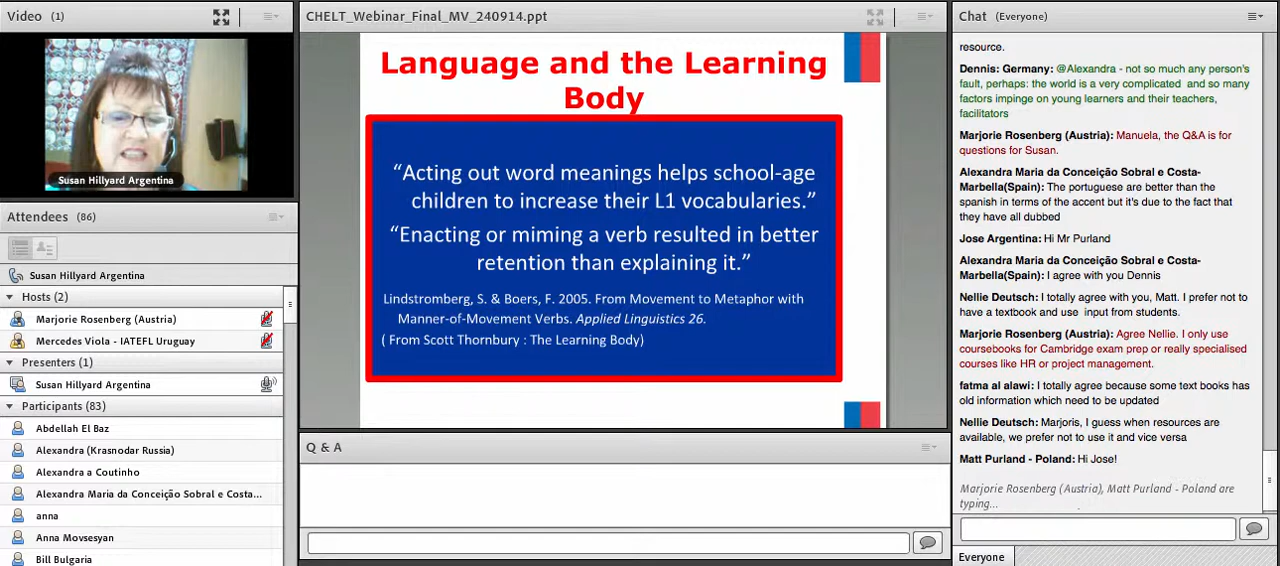 Video (1)
Susan Hillyard Argentina
Attendees (86)
Susan Hillyard Argentina
Hosts (2)
Marjorie Rosenberg (Austria)
Mercedes Viola - IATEFL Uruguay
Presenters (1)
Susan Hillyard Argentina
Participants (83)
Abdellah El Baz
Alexandra (Krasnodar Russia)
Alexandra a Coutinho
Alexandra Maria da Conceição Sobral e Costa...
anna
Anna Movsesyan
Bill Bulgaria
CHELT_Webinar_Final_MV_240914.ppt
Language and the Learning
Body
“Acting out word meanings helps school-age
children to increase their L1 vocabularies.”
“Enacting or miming a verb resulted in better
retention than explaining it.”
Lindstromberg, S. & Boers, F. 2005. From Movement to Metaphor with
Manner-of-Movement Verbs. Applied Linguistics 26.
( From Scott Thornbury : The Learning Body)
Q & A
Chat (Everyone)
resource.
Dennis: Germany: @Alexandra - not so much any person's
fault, perhaps: the world is a very complicated and so many
factors impinge on young learners and their teachers,
facilitators
Marjorie Rosenberg (Austria): Manuela, the Q&A is for
questions for Susan.
Alexandra Maria da Conceição Sobral e Costa-
Marbella(Spain): The portuguese are better than the
spanish in terms of the accent but it's due to the fact that
they have all dubbed
Jose Argentina: Hi Mr Purland
Alexandra Maria da Conceição Sobral e Costa-
Marbella(Spain): I agree with you Dennis
Nellie Deutsch: I totally agree with you, Matt. I prefer not to
have a textbook and use input from students.
Marjorie Rosenberg (Austria): Agree Nellie. I only use
coursebooks for Cambridge exam prep or really specialised
courses like HR or project management.
fatma al alawi: I totally agree because some text books has
old information which need to be updated
Nellie Deutsch: Marjoris, I guess when resources are
available, we prefer not to use it and vice versa
Matt Purland - Poland: Hi Jose!
Marjorie Rosenberg (Austria), Matt Purland - Poland are
typing...
Everyone